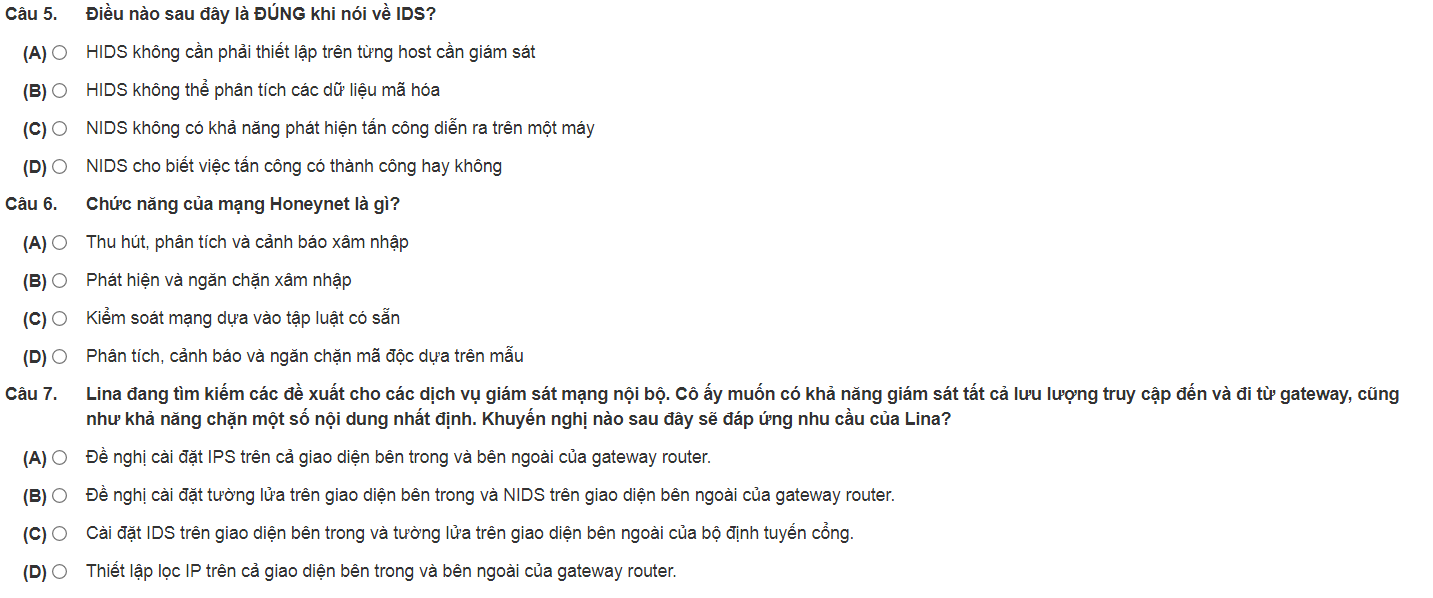 Câu 5. Điều nào sau đây là ĐÚNG khi nói về IDS?
(A) HIDS không cần phải thiết lập trên từng host cần giám sát
(B) HIDS không thể phân tích các dữ liệu mã hóa
(C) NIDS không có khả năng phát hiện tấn công diễn ra trên một máy
(D) NIDS cho biết việc tấn công có thành công hay không
Câu 6. Chức năng của mạng Honeynet là gì?
(A) Thu hút, phân tích và cảnh báo xâm nhập
(B) Phát hiện và ngăn chặn xâm nhập
(C) Kiểm soát mạng dựa vào tập luật có sẵn
(D) Phân tích, cảnh báo và ngăn chặn mã độc dựa trên mẫu
Câu 7. Lina đang tìm kiếm các đề xuất cho các dịch vụ giám sát mạng nội bộ. Cô ấy muốn có khả năng giám sát tất cả lưu lượng truy cập đến và đi từ gateway, cũng
như khả năng chặn một số nội dung nhất định. Khuyến nghị nào sau đây sẽ đáp ứng nhu cầu của Lina?
(A) Đề nghị cài đặt IPS trên cả giao diện bên trong và bên ngoài của gateway router.
(B) Đề nghị cài đặt tường lửa trên giao diện bên trong và NIDS trên giao diện bên ngoài của gateway router.
(C) Cài đặt IDS trên giao diện bên trong và tường lửa trên giao diện bên ngoài của bộ định tuyến cổng.
(D) Thiết lập lọc IP trên cả giao diện bên trong và bên ngoài của gateway router.